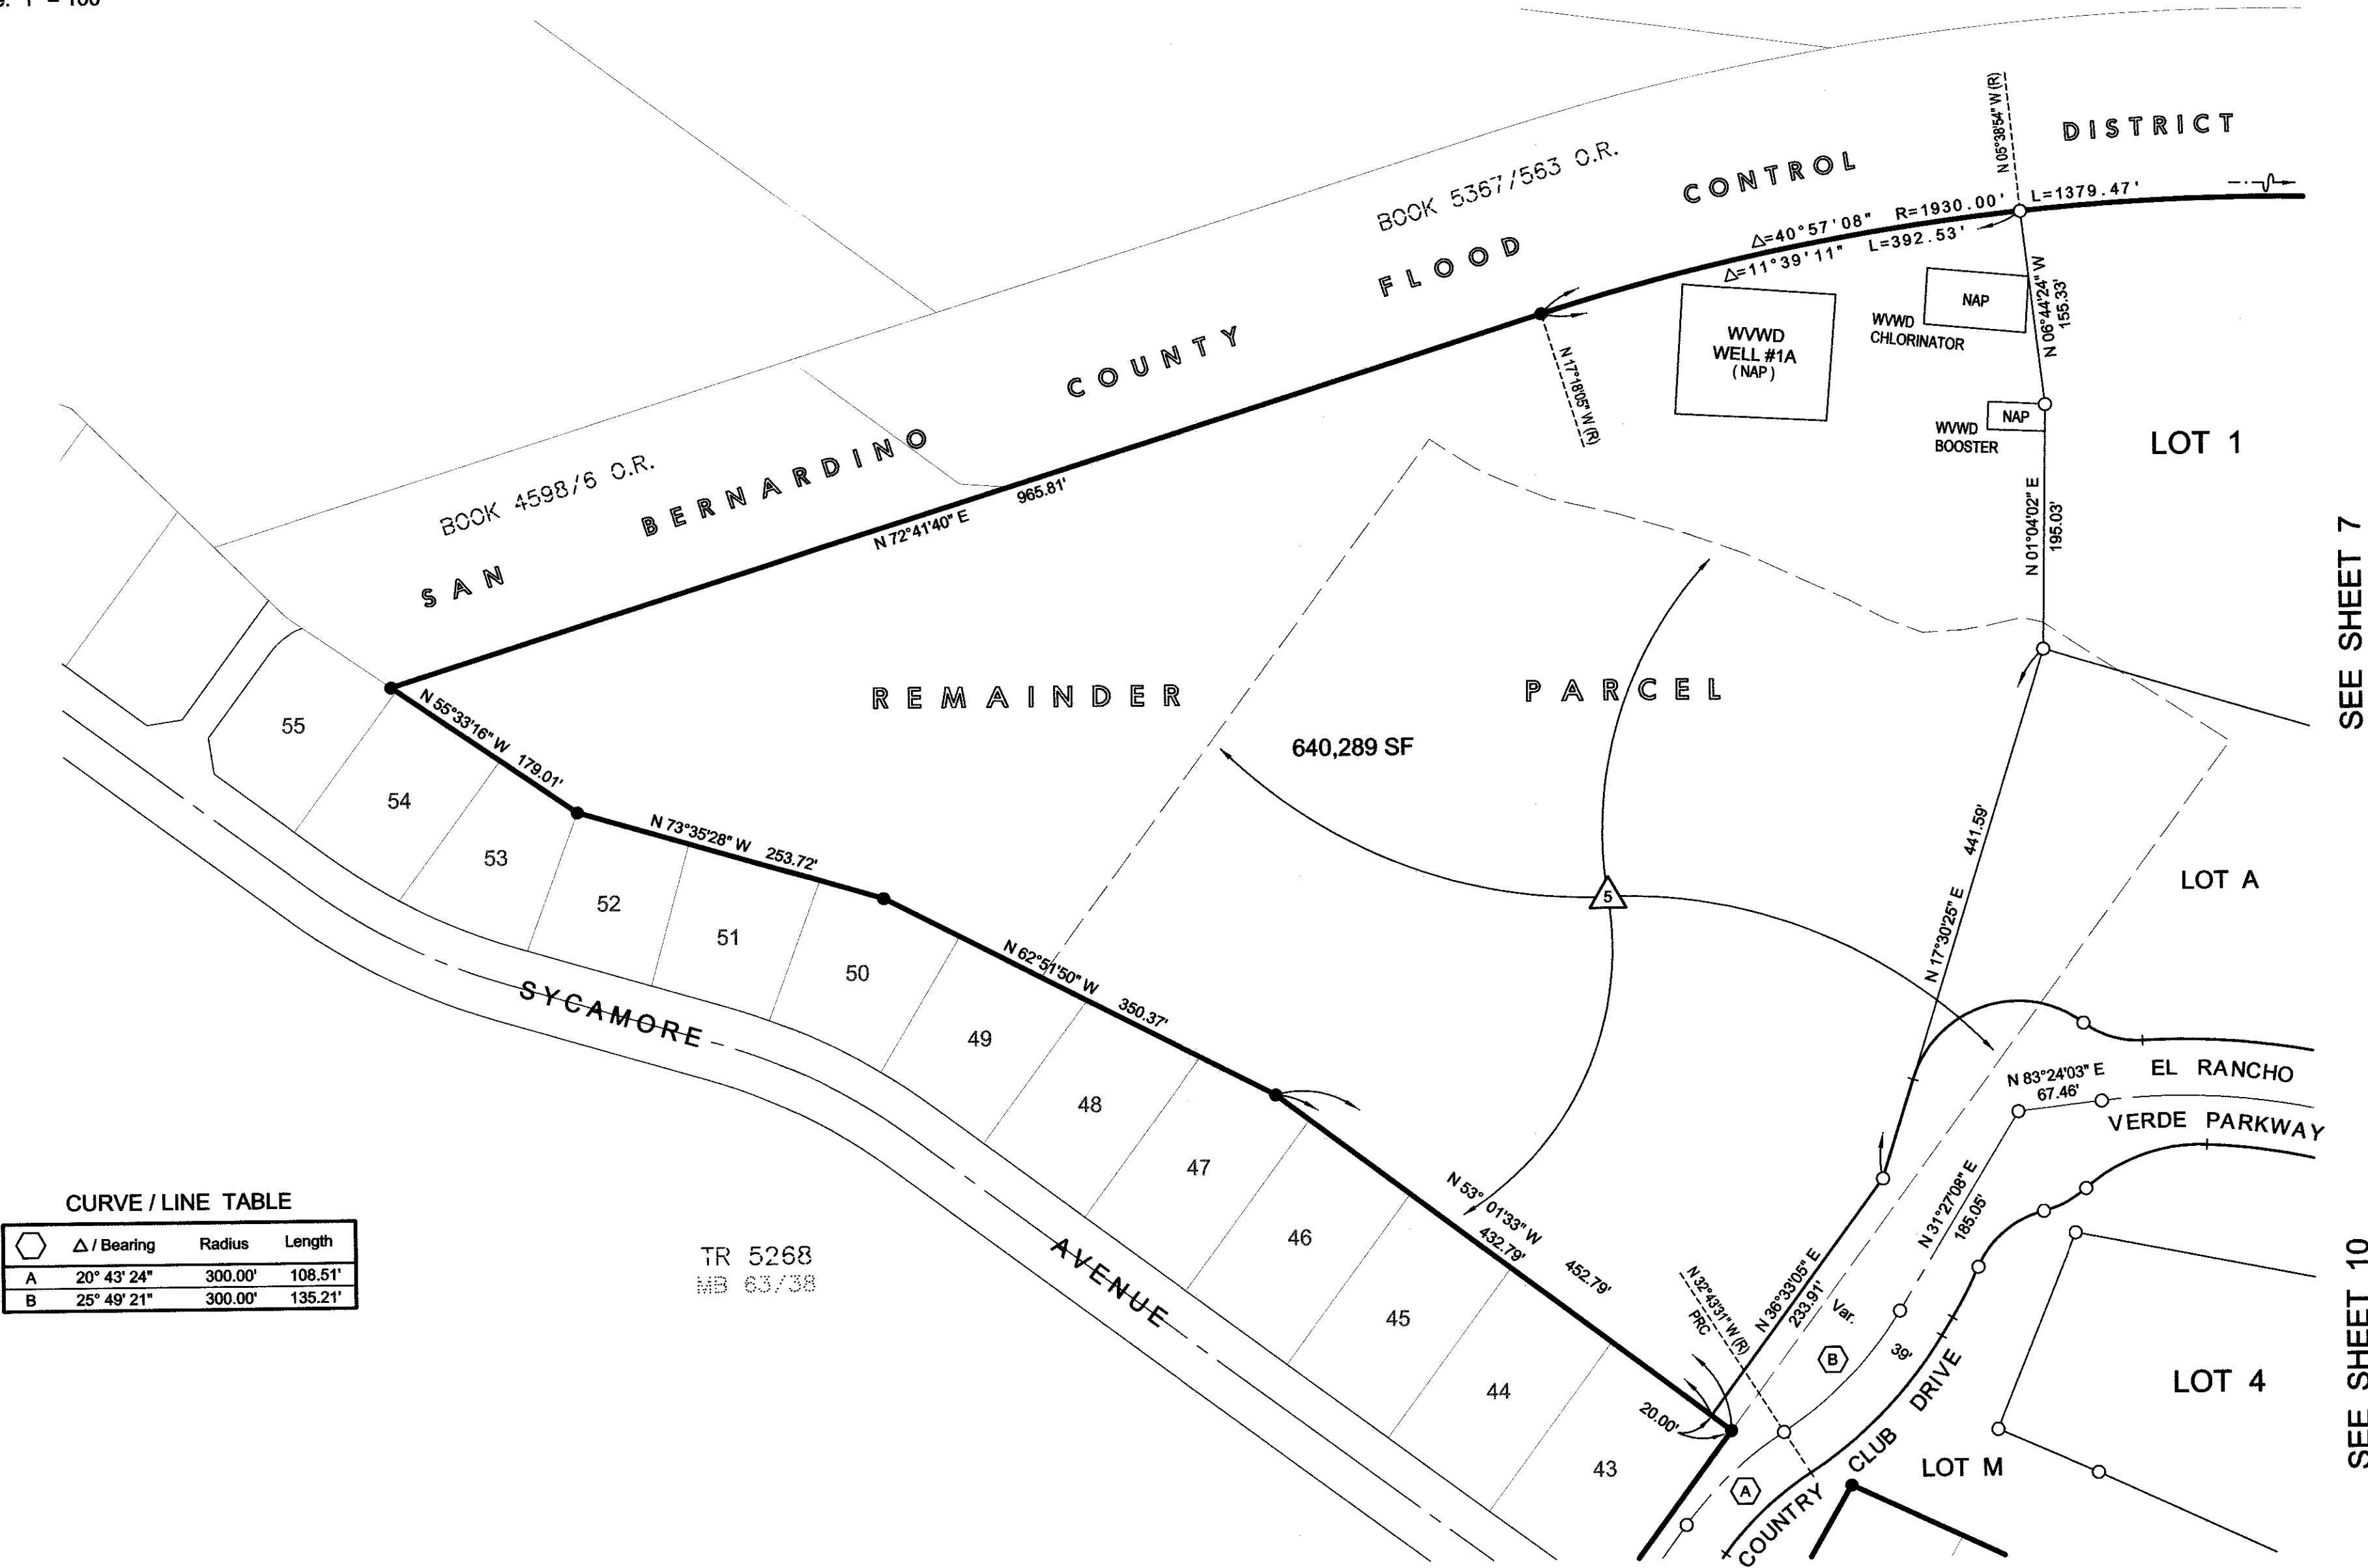 N 05°38'54" W (R)
DISTRICT
CONTROL
BOOK 5367/563 O.R.
FLOOD
Δ=40°57'08" R=1930.00' L=1379.47'
Δ=11°39'11" L=392.53'
NAP
WVWD
CHLORINATOR
N 06°44'24" W
155.33'
WVWD
WELL #1A
( NAP )
N 17°18'05" W (R)
COUNTY
NAP
WVWD
BOOSTER
LOT 1
BERNARDINO
BOOK 4598/6 O.R.
SAN
N 72°41'40" E 965.81'
N 01°04'02" E
195.03'
SEE SHEET 7
REMAINDER PARCEL
640,289 SF
N 55°33'16" W 179.01'
55
54
53
52
51
50
49
48
47
46
45
44
43
N 73°35'28" W 253.72'
N 62°51'50" W 350.37'
5
441.59'
N 17°30'25" E
LOT A
SYCAMORE
AVENUE
EL RANCHO
VERDE PARKWAY
N 83°24'03" E
67.46'
N 31°27'08" E
185.05'
N 53° 01'33" W
432.79'
452.79'
N 36°33'05" E
233.91'
N 32°43'31" W (R)
PRC
Var.
B
39'
20.00'
A
COUNTRY CLUB DRIVE
LOT M
LOT 4
SEE SHEET 10
TR 5268
MB 63/38
CURVE / LINE TABLE
Δ / Bearing Radius Length
A 20° 43' 24" 300.00' 108.51'
B 25° 49' 21" 300.00' 135.21'